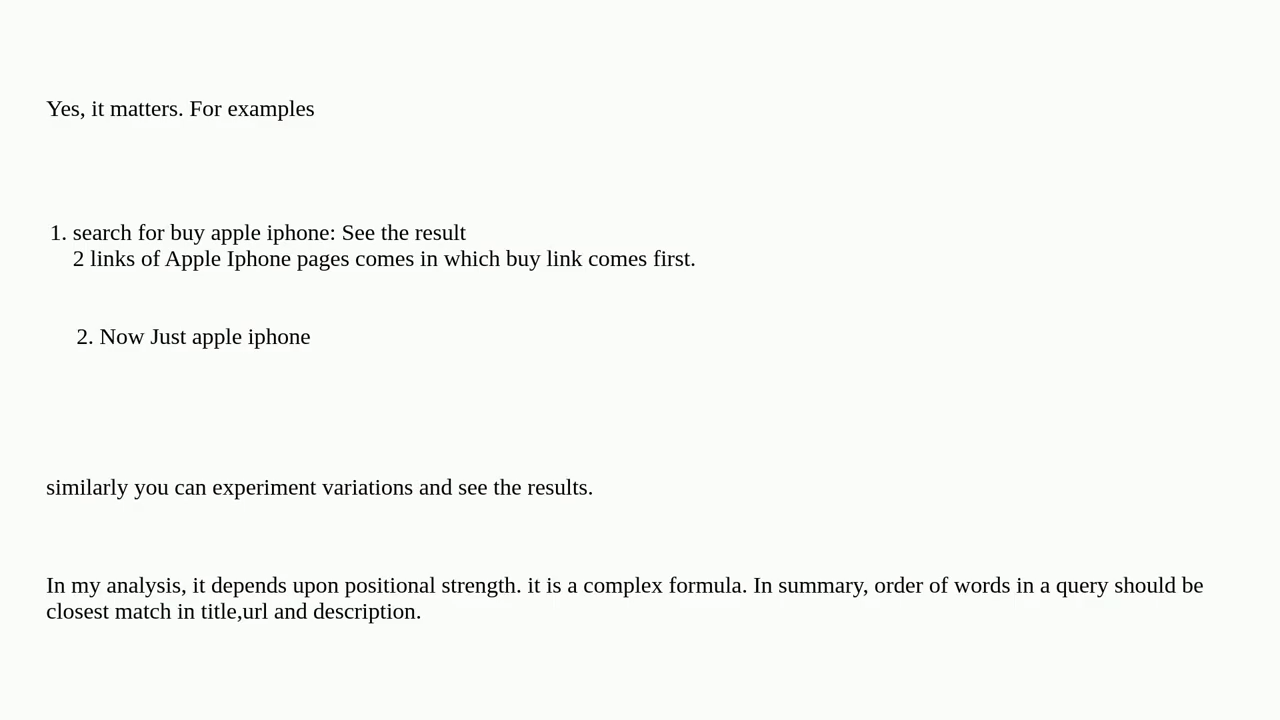 Yes, it matters. For examples
1. search for buy apple iphone: See the result
2 links of Apple Iphone pages comes in which buy link comes first.
2. Now Just apple iphone
similarly you can experiment variations and see the results.
In my analysis, it depends upon positional strength. it is a complex formula. In summary, order of words in a query should be
closest match in title,url and description.